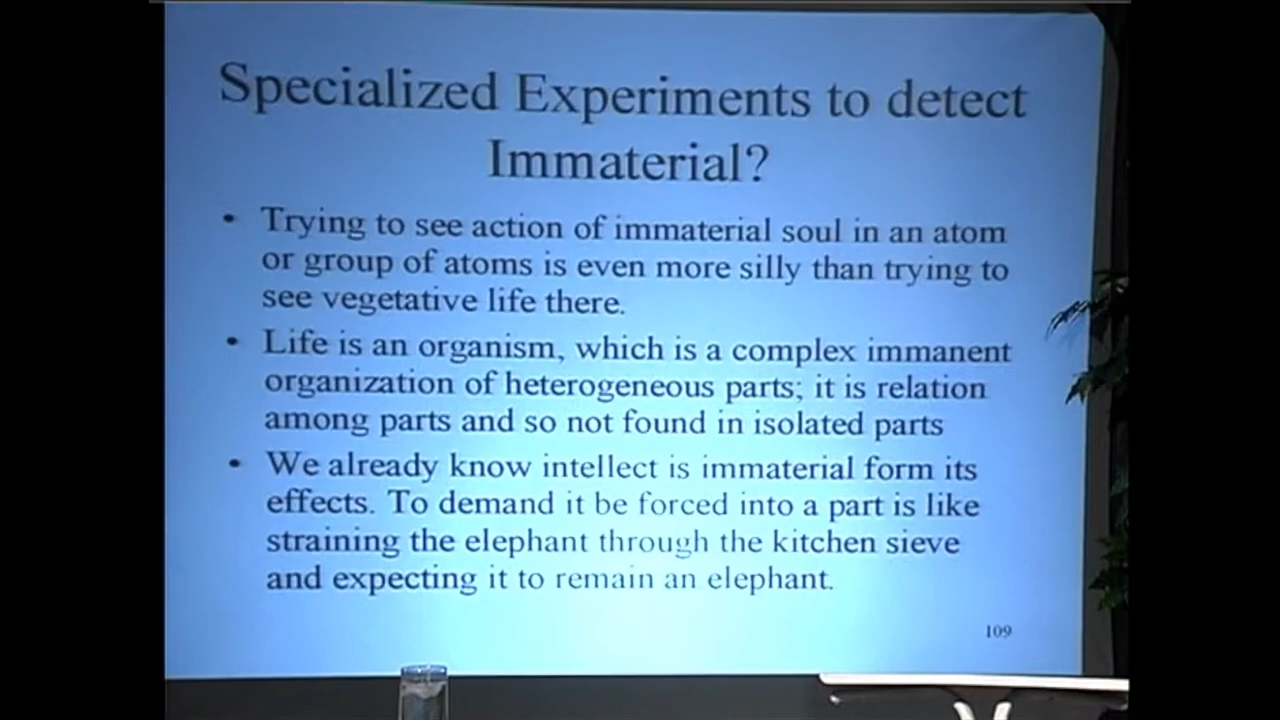 Specialized Experiments to detect
Immaterial?
• Trying to see action of immaterial soul in an atom
or group of atoms is even more silly than trying to
see vegetative life there.
• Life is an organism, which is a complex immanent
organization of heterogeneous parts; it is relation
among parts and so not found in isolated parts
• We already know intellect is immaterial form its
effects. To demand it be forced into a part is like
straining the elephant through the kitchen sieve
and expecting it to remain an elephant.
109